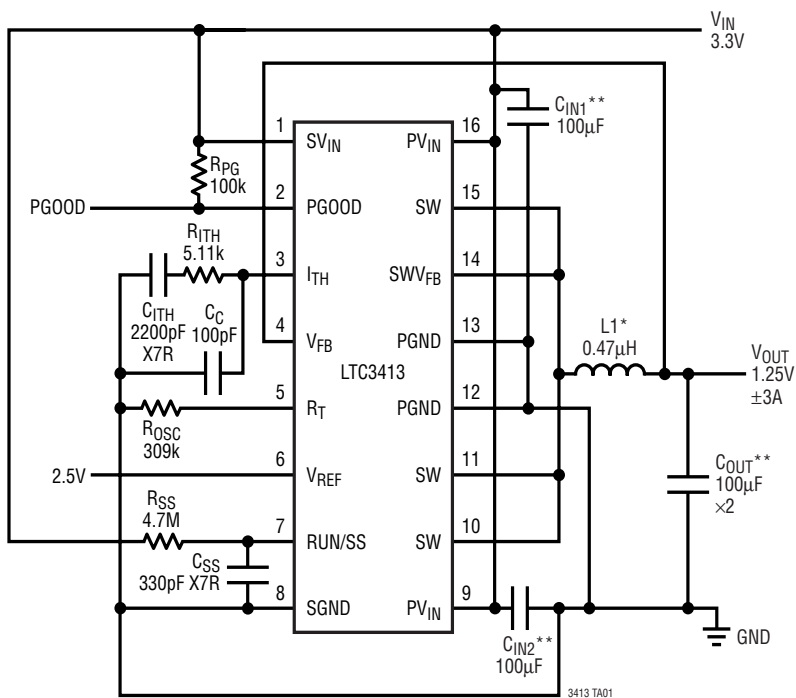 V_IN
3.3V
C_IN1**
100µF
1
SV_IN
PV_IN
16
R_PG
100k
PGOOD
2
PGOOD
SW
15
R_ITH
5.11k
3
I_TH
SWV_FB
14
C_ITH
2200pF
X7R
C_C
100pF
4
V_FB
PGND
13
L1*
0.47µH
V_OUT
1.25V
±3A
LTC3413
5
R_T
PGND
12
R_OSC
309k
2.5V
6
V_REF
SW
11
C_OUT**
100µF
×2
R_SS
4.7M
7
RUN/SS
SW
10
C_SS
330pF X7R
8
SGND
PV_IN
9
C_IN2**
100µF
GND
3413 TA01